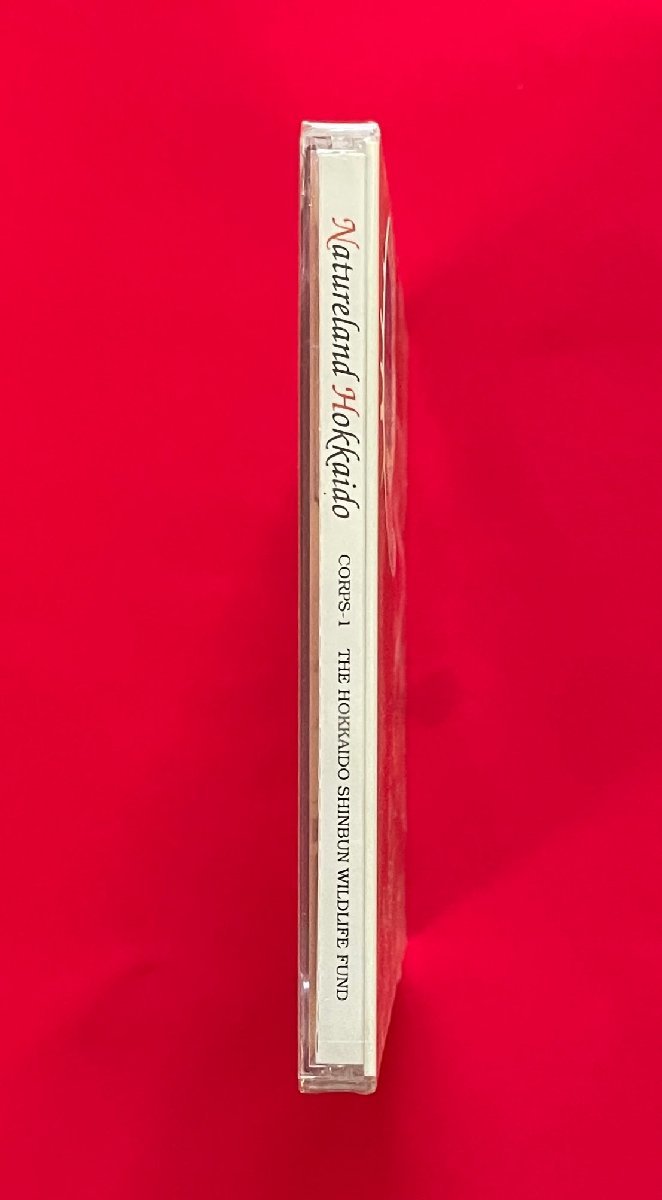 Natureland Hokkaido CORPS-1 THE HOKKAIDO SHINBUN WILDLIFE FUND